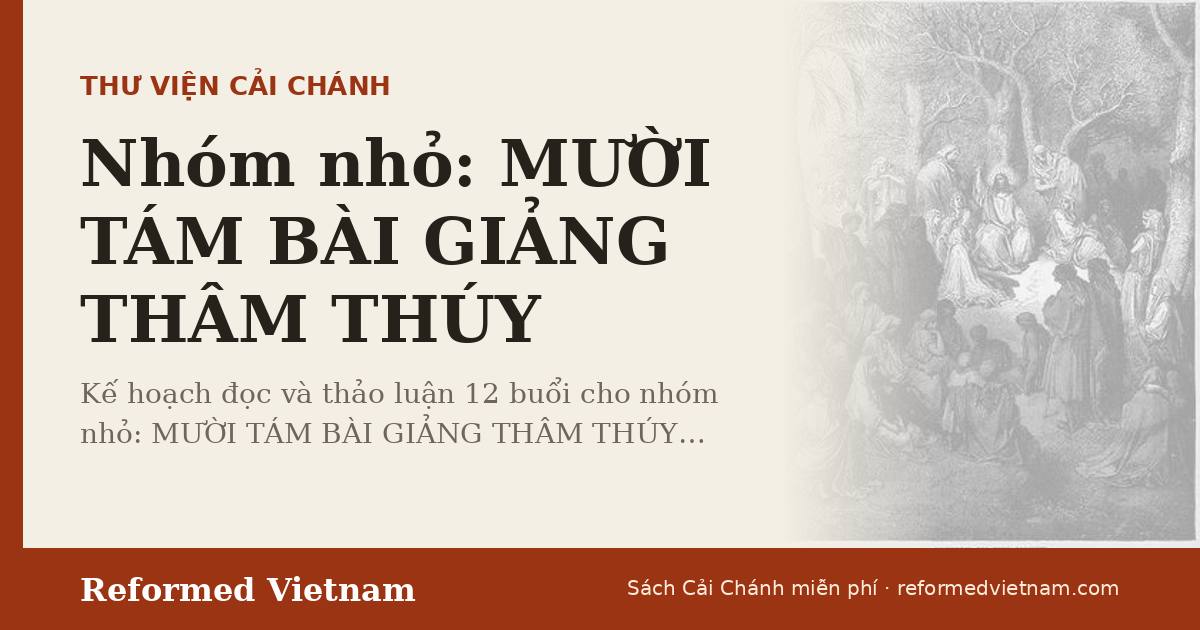 THƯ VIỆN CẢI CHÁNH
Nhóm nhỏ: MƯỜI
TÁM BÀI GIẢNG
THÂM THÚY
Kế hoạch đọc và thảo luận 12 buổi cho nhóm
nhỏ: MƯỜI TÁM BÀI GIẢNG THÂM THÚY…
Reformed Vietnam
Sách Cải Chánh miễn phí · reformedvietnam.com